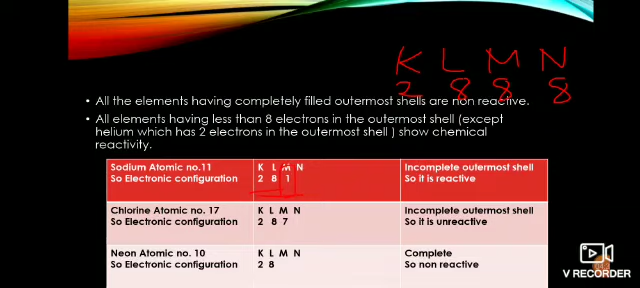 K L M N
2 8 8 8
• All the elements having completely filled outermost shells are non reactive.
• All elements having less than 8 electrons in the outermost shell (except
helium which has 2 electrons in the outermost shell ) show chemical
reactivity.
Sodium Atomic no.11
So Electronic configuration
K L M N
2 8 1
Incomplete outermost shell
So it is reactive
Chlorine Atomic no. 17
So Electronic configuration
K L M N
2 8 7
Incomplete outermost shell
So it is unreactive
Neon Atomic no. 10
So Electronic configuration
K L M N
2 8
Complete
So non reactive
V RECORDER